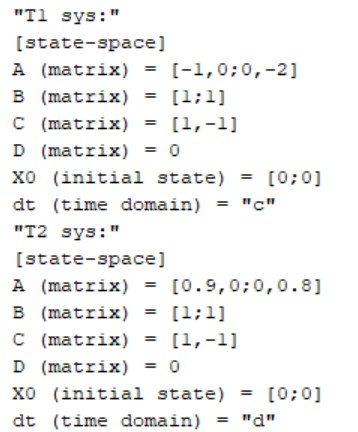 "T1 sys:"
[state-space]
A (matrix) = [-1,0;0,-2]
B (matrix) = [1;1]
C (matrix) = [1,-1]
D (matrix) = 0
X0 (initial state) = [0;0]
dt (time domain) = "c"
"T2 sys:"
[state-space]
A (matrix) = [0.9,0;0,0.8]
B (matrix) = [1;1]
C (matrix) = [1,-1]
D (matrix) = 0
X0 (initial state) = [0;0]
dt (time domain) = "d"